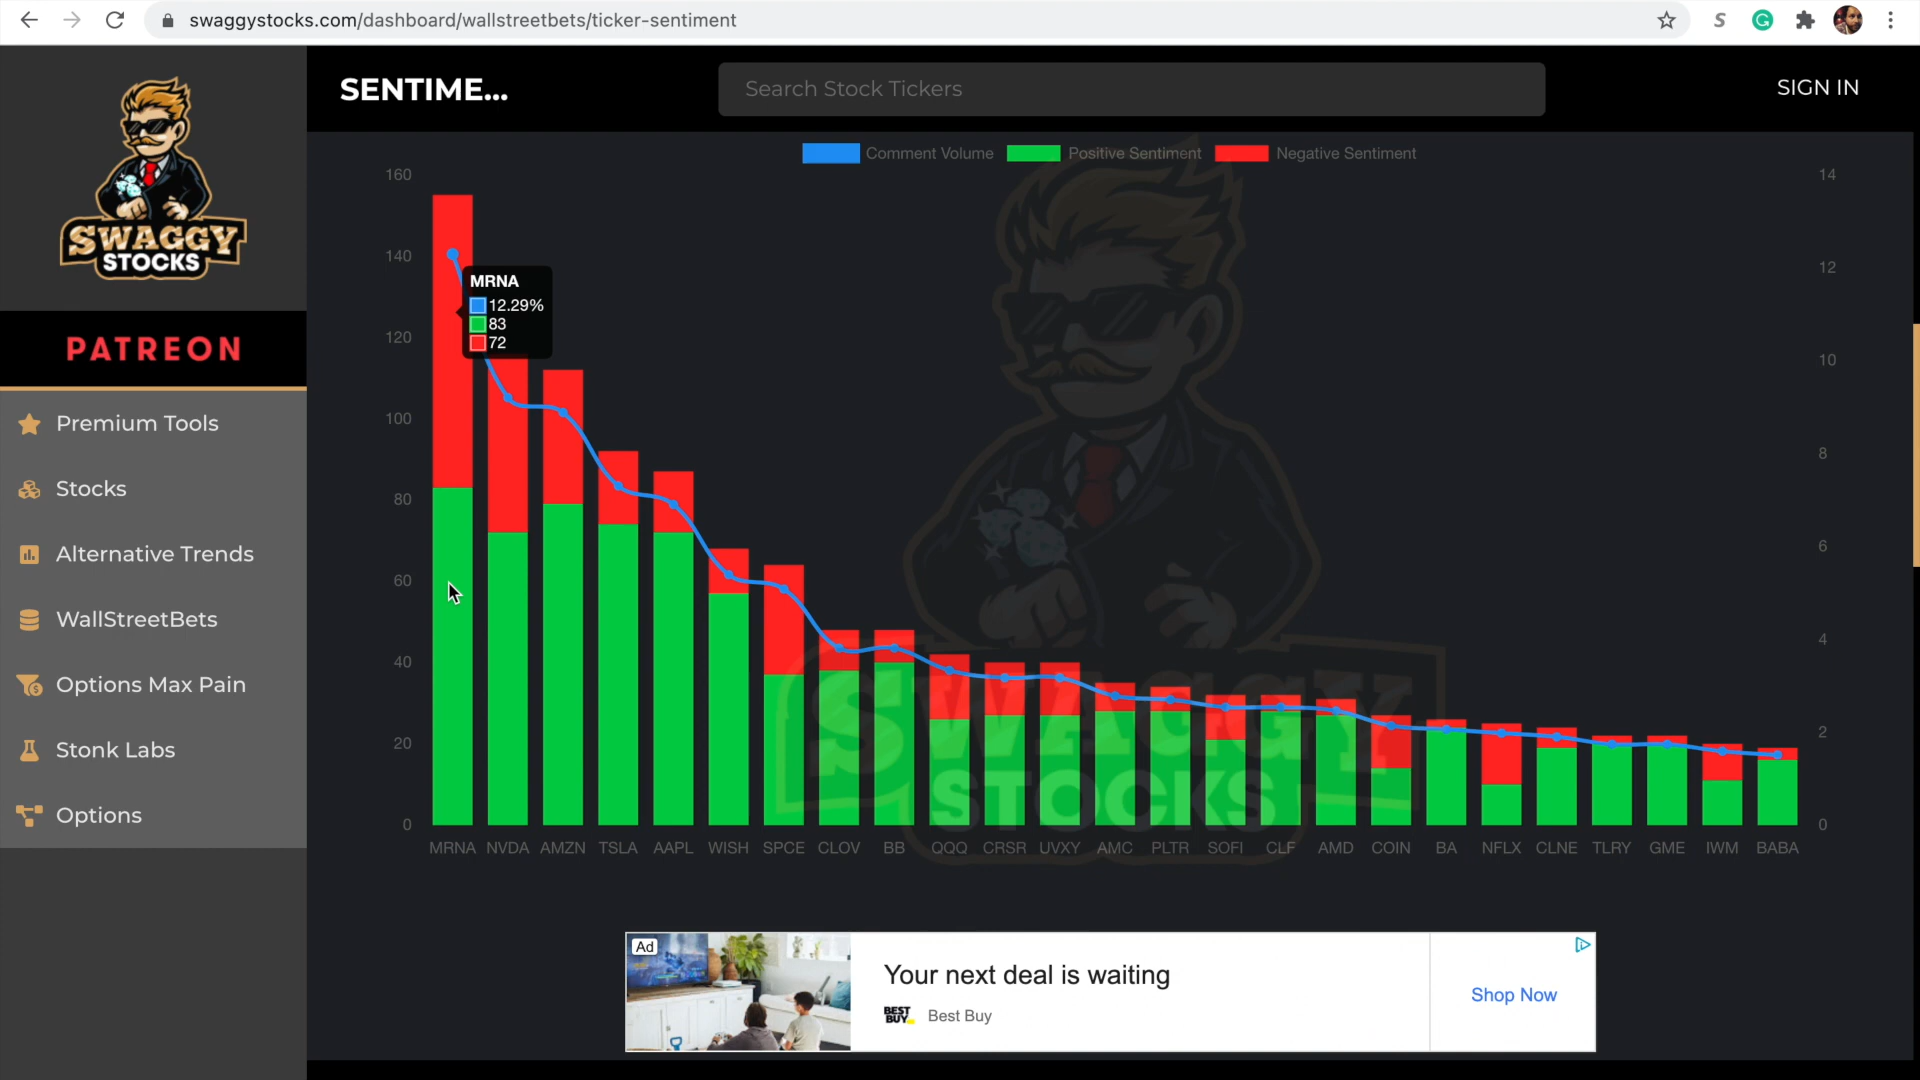 swaggystocks.com/dashboard/wallstreetbets/ticker-sentiment
S
G
SWAGGY
STOCKS
PATREON
Premium Tools
Stocks
Alternative Trends
WallStreetBets
Options Max Pain
Stonk Labs
Options
SENTIME...
Search Stock Tickers
SIGN IN
Comment Volume Positive Sentiment Negative Sentiment
160
140
120
100
80
60
40
20
0
14
12
10
8
6
4
2
0
MRNA
12.29%
83
72
SWAGGY
STOCKS
MRNA NVDA AMZN TSLA AAPL WISH SPCE CLOV BB QQQ CRSR UVXY AMC PLTR SOFI CLF AMD COIN BA NFLX CLNE TLRY GME IWM BABA
Ad
Your next deal is waiting
BEST
BUY
Best Buy
Shop Now